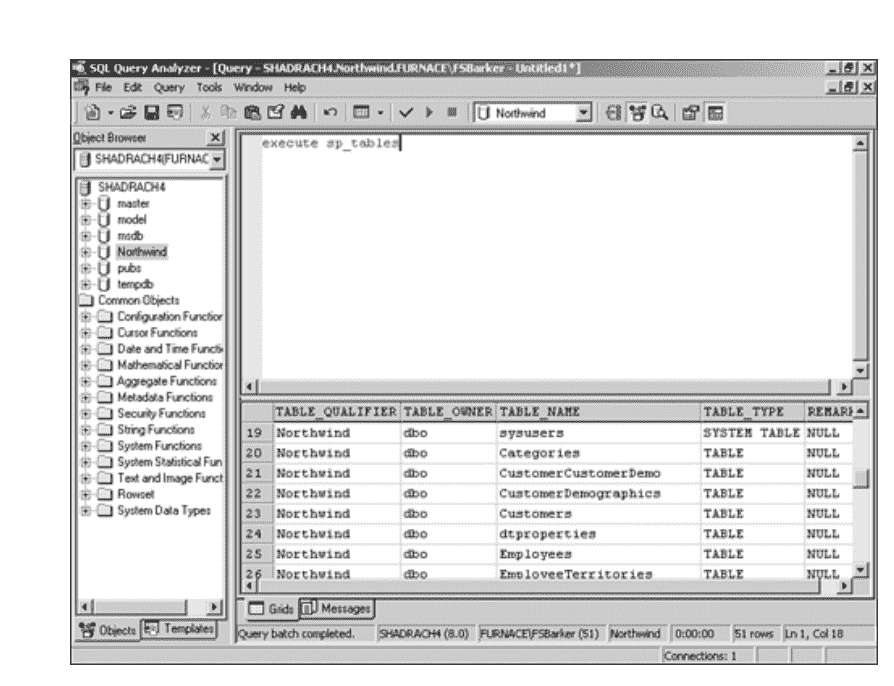 SQL Query Analyzer - [Query - SHADRACH4.Northwind.FURNACE\FSBarker - Untitled1*]
File Edit Query Tools Window Help
Northwind
Object Browser
SHADRACH4(FURNAC
SHADRACH4
master
model
msdb
Northwind
pubs
tempdb
Common Objects
Configuration Function
Cursor Functions
Date and Time Functi
Mathematical Function
Aggregate Functions
Metadata Functions
Security Functions
String Functions
System Functions
System Statistical Fun
Text and Image Funct
Rowset
System Data Types
Objects Templates
execute sp_tables
TABLE_QUALIFIER TABLE_OWNER TABLE_NAME TABLE_TYPE REMARK
19 Northwind dbo sysusers SYSTEM TABLE NULL
20 Northwind dbo Categories TABLE NULL
21 Northwind dbo CustomerCustomerDemo TABLE NULL
22 Northwind dbo CustomerDemographics TABLE NULL
23 Northwind dbo Customers TABLE NULL
24 Northwind dbo dtproperties TABLE NULL
25 Northwind dbo Employees TABLE NULL
26 Northwind dbo EmployeeTerritories TABLE NULL
Grids Messages
Query batch completed. SHADRACH4 (8.0) FURNACE\FSBarker (51) Northwind 0:00:00 51 rows Ln 1, Col 18
Connections: 1